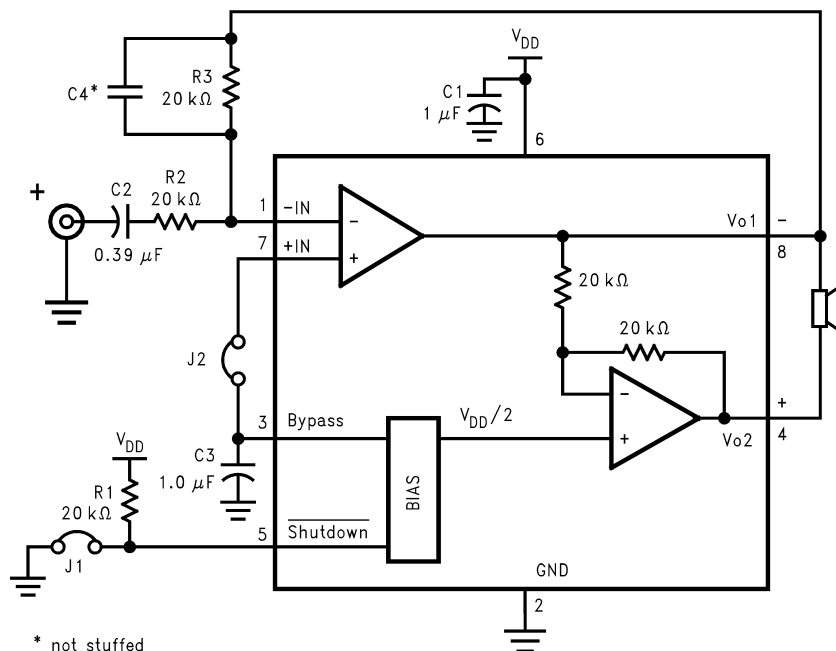 V_DD
R3
20 kΩ
C4*
C1
1 µF
6
+
C2
R2
20 kΩ
0.39 µF
1
-IN
-
Vo1
-
8
7
+IN
+
20 kΩ
20 kΩ
J2
-
+
3
Bypass
V_DD/2
+
Vo2
4
V_DD
C3
1.0 µF
BIAS
R1
20 kΩ
5
Shutdown
J1
GND
2
* not stuffed